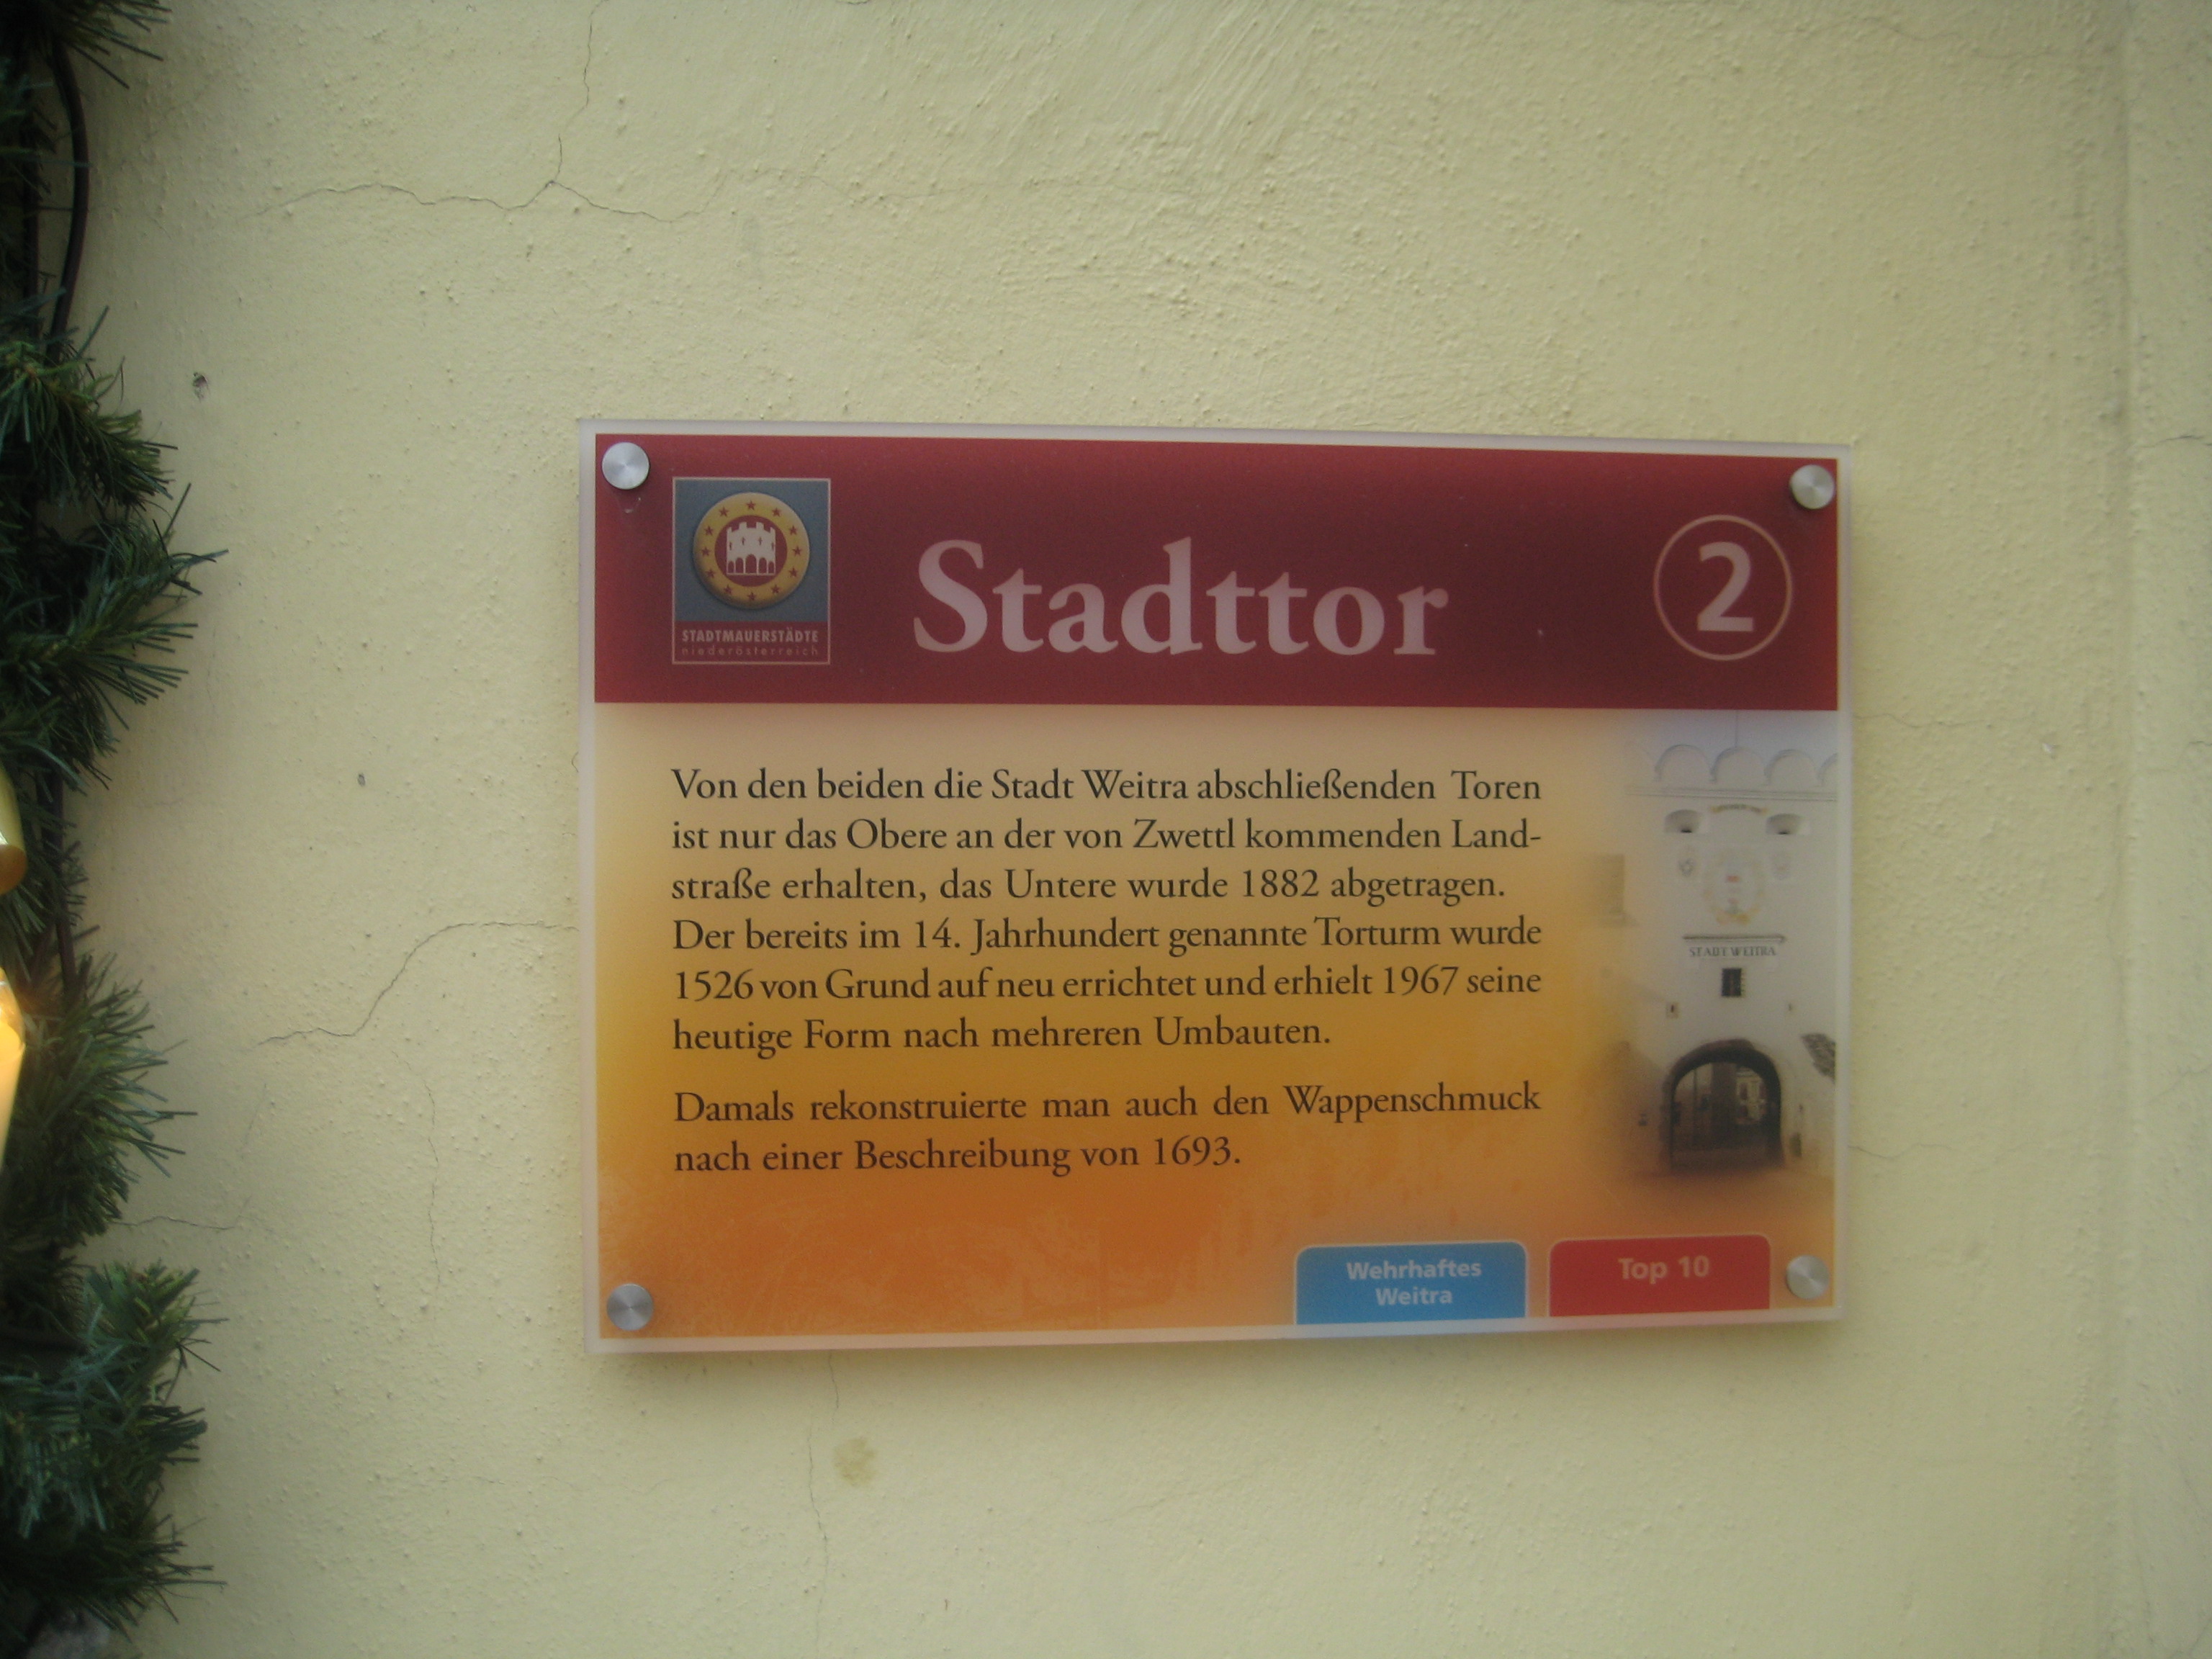 STADTMAUERSTÄDTE
niederösterreich
Stadttor
2
Von den beiden die Stadt Weitra abschließenden Toren
ist nur das Obere an der von Zwettl kommenden Land-
straße erhalten, das Untere wurde 1882 abgetragen.
Der bereits im 14. Jahrhundert genannte Torturm wurde
1526 von Grund auf neu errichtet und erhielt 1967 seine
heutige Form nach mehreren Umbauten.
Damals rekonstruierte man auch den Wappenschmuck
nach einer Beschreibung von 1693.
STADT WEITRA
Wehrhaftes
Weitra
Top 10